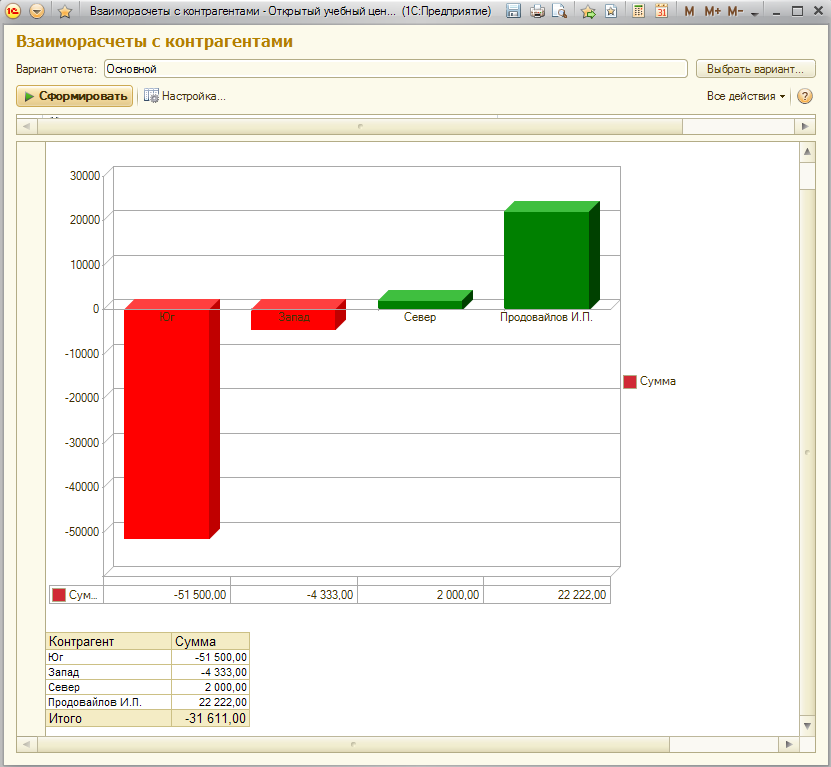 Взаиморасчеты с контрагентами - Открытый учебный цен... (1С:Предприятие) M M+ M-
Взаиморасчеты с контрагентами
Вариант отчета: Основной Выбрать вариант...
Сформировать Настройка... Все действия ?
30000
20000
10000
0
Юг Запад Север Продовайлов И.П.
-10000
Сумма
-20000
-30000
-40000
-50000
Сум... -51 500,00 -4 333,00 2 000,00 22 222,00
Контрагент Сумма
Юг -51 500,00
Запад -4 333,00
Север 2 000,00
Продовайлов И.П. 22 222,00
Итого -31 611,00